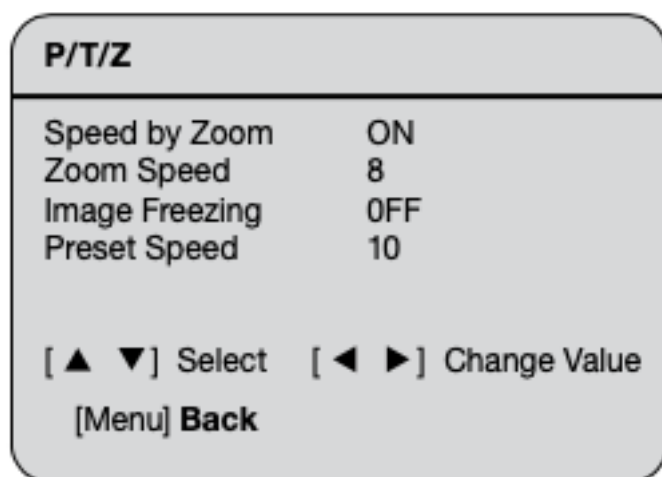 P/T/Z
Speed by Zoom ON
Zoom Speed 8
Image Freezing 0FF
Preset Speed 10
[ ▲ ▼ ] Select [ ◀ ▶ ] Change Value
[Menu] Back